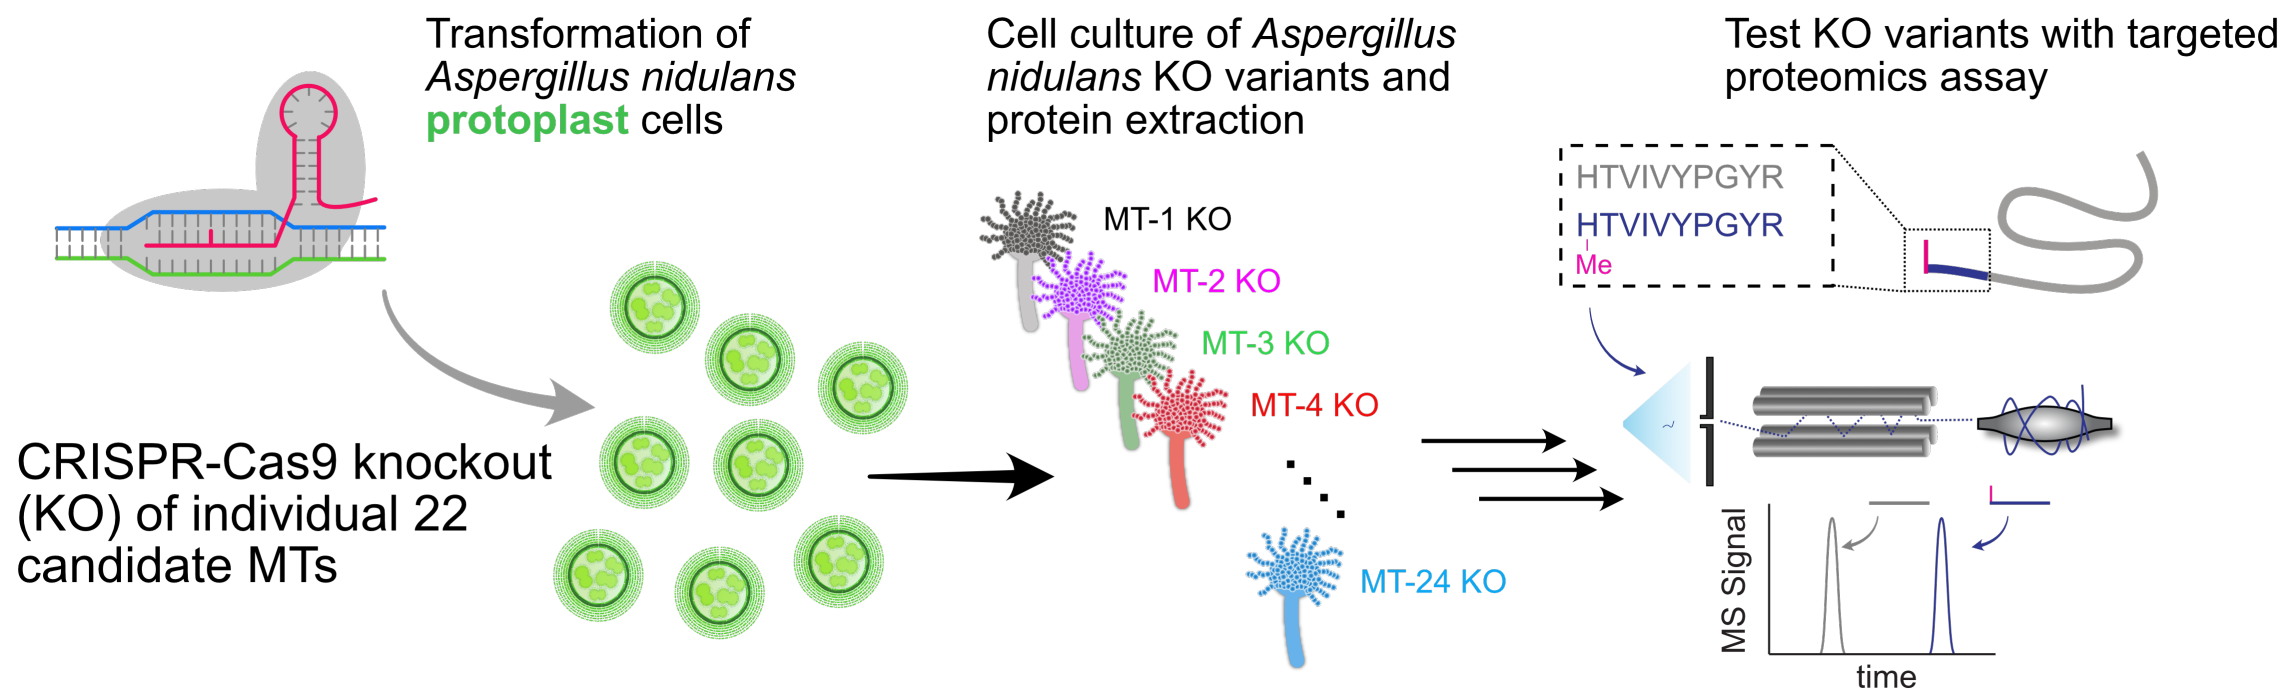 Transformation of
Aspergillus nidulans
protoplast cells
Cell culture of Aspergillus
nidulans KO variants and
protein extraction
Test KO variants with targeted
proteomics assay
CRISPR-Cas9 knockout
(KO) of individual 22
candidate MTs
MT-1 KO
MT-2 KO
MT-3 KO
MT-4 KO
MT-24 KO
HTVIVYPGYR
HTVIVYPGYR
Me
MS Signal
time